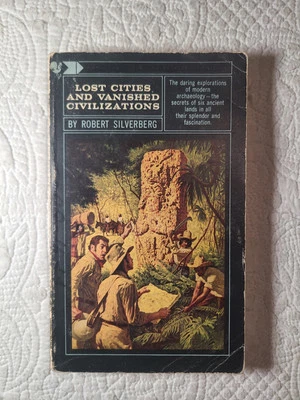 LOST CITIES
AND VANISHED
CIVILIZATIONS
BY ROBERT SILVERBERG
The daring explorations
of modern
archaeology—the
secrets of six ancient
lands in all
their splendor and
fascination.